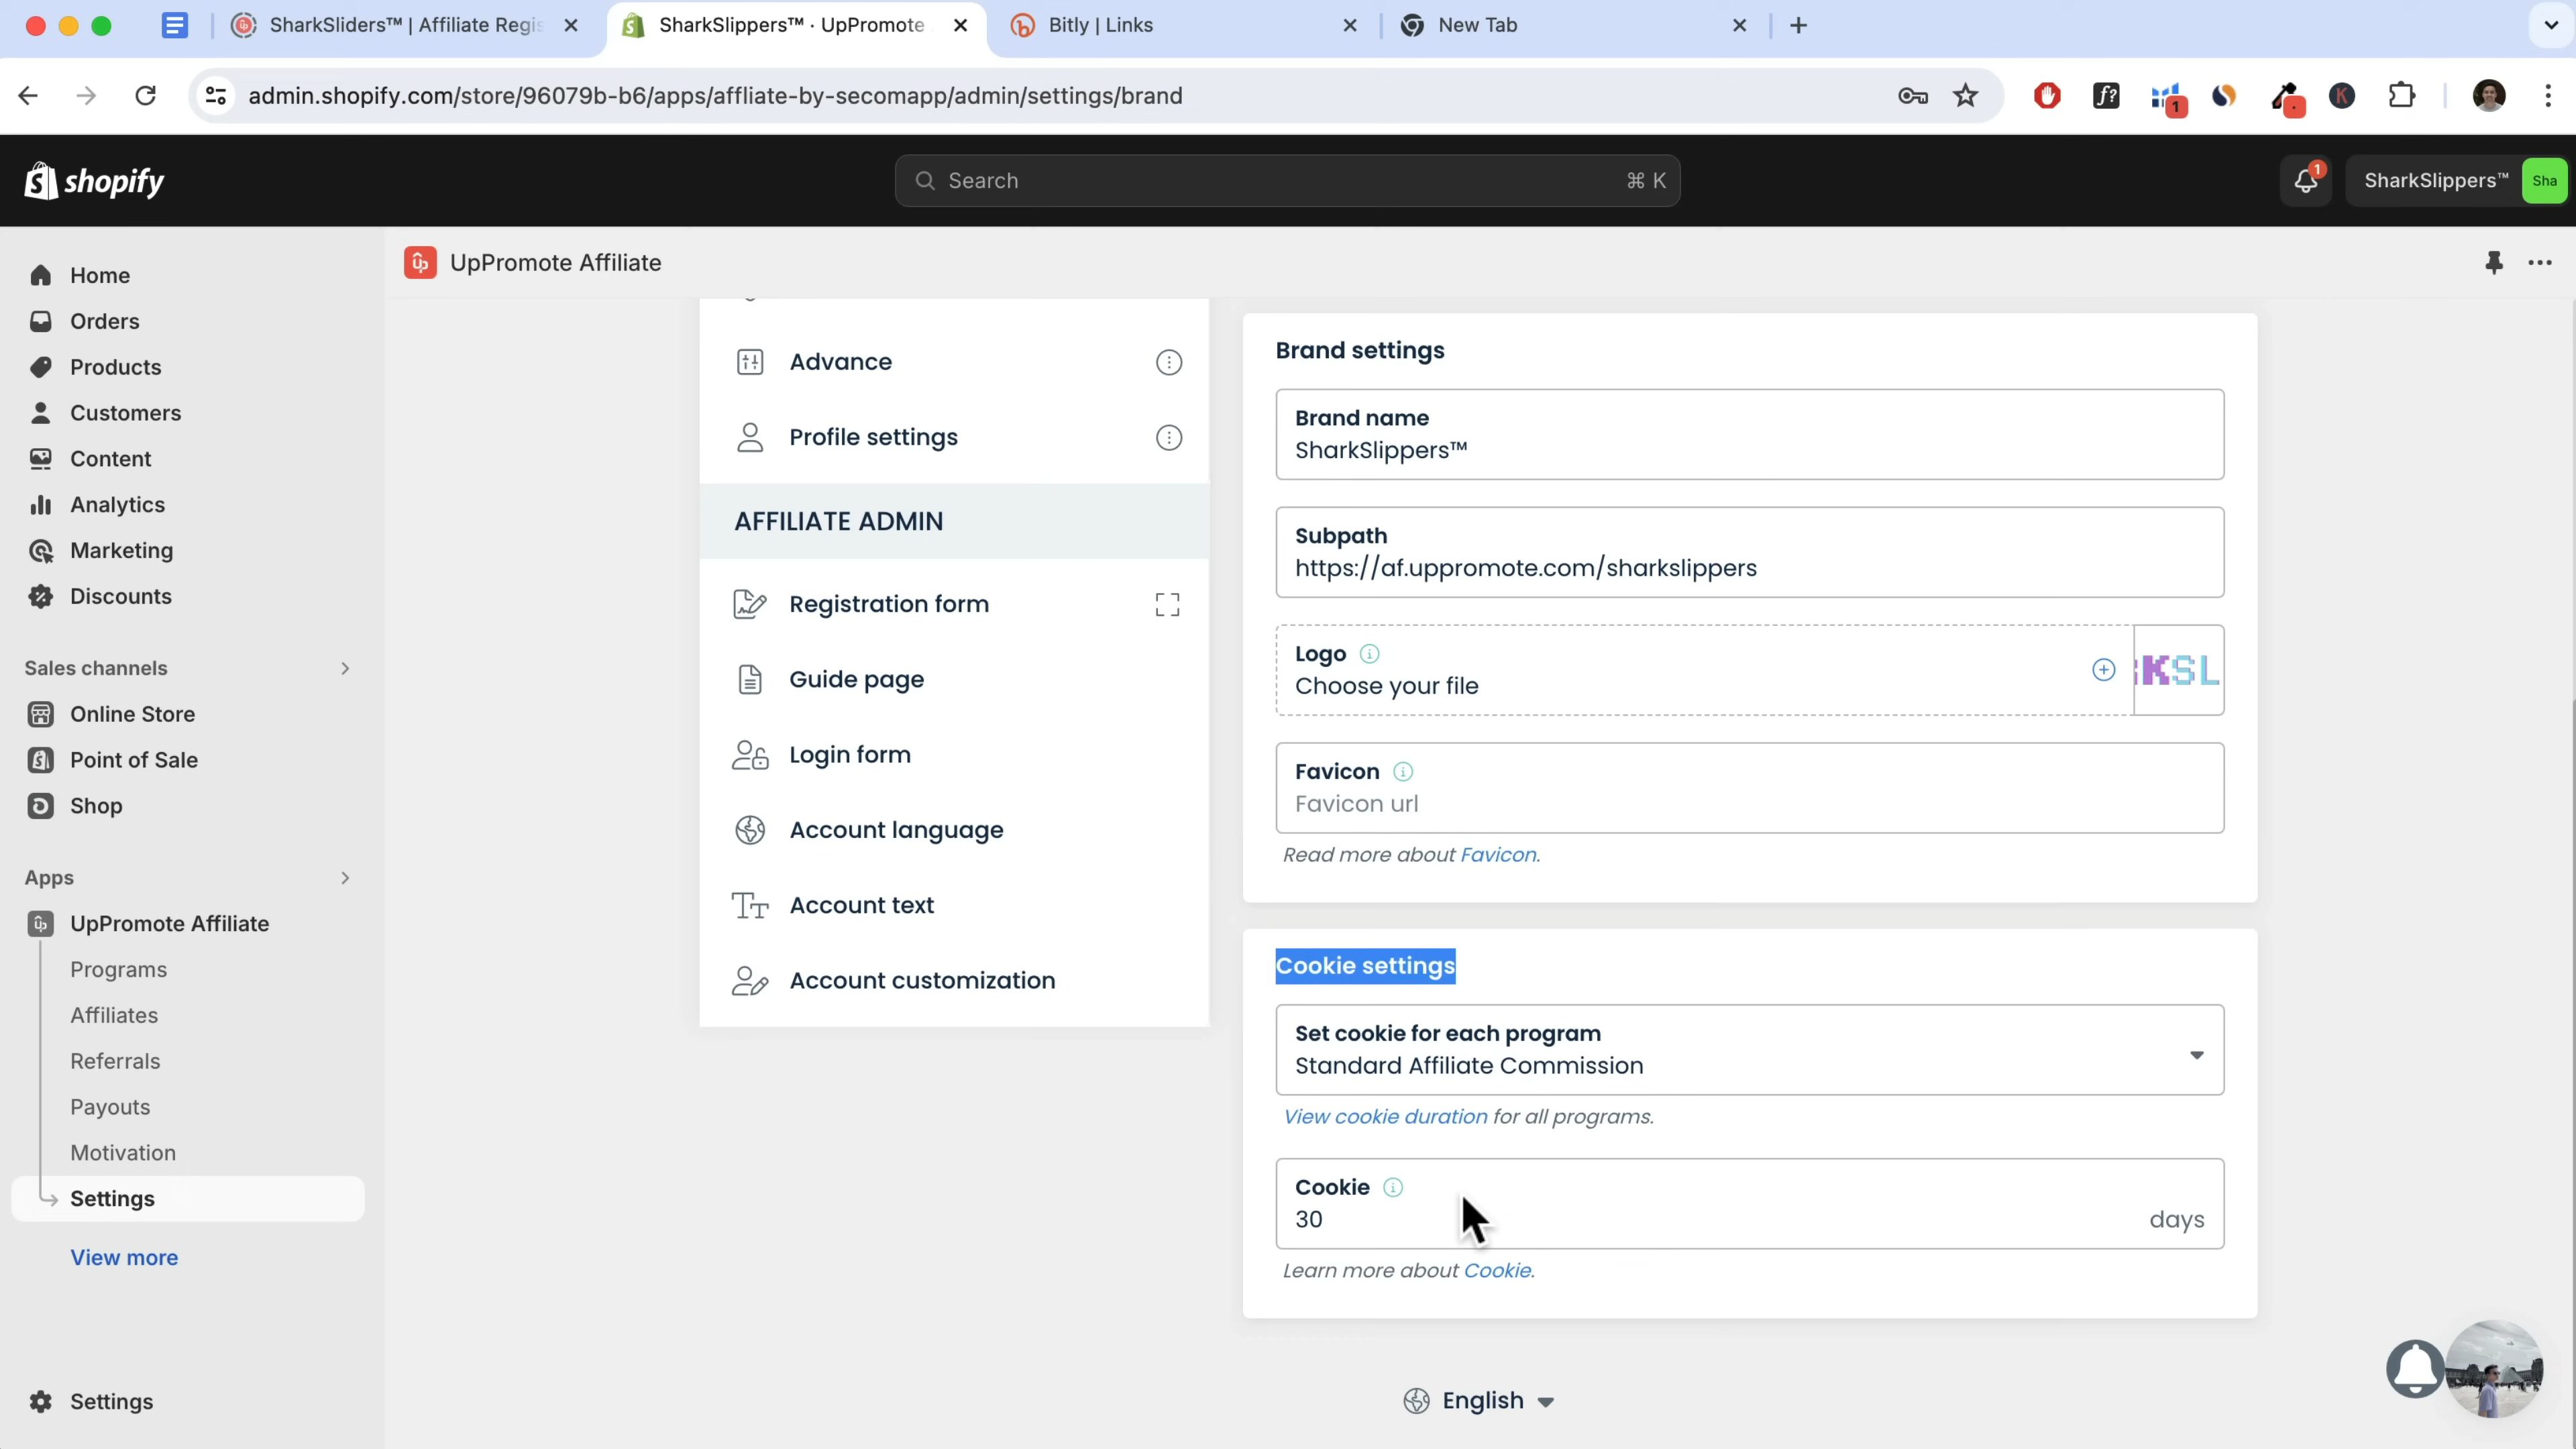 SharkSliders™ | Affiliate Regis
SharkSlippers™ · UpPromote
Bitly | Links
New Tab
admin.shopify.com/store/96079b-b6/apps/affliate-by-secomapp/admin/settings/brand
f?
1
K
shopify
Search
⌘ K
1
SharkSlippers™
Sha
Home
Orders
Products
Customers
Content
Analytics
Marketing
Discounts
Sales channels
Online Store
Point of Sale
Shop
Apps
UpPromote Affiliate
Programs
Affiliates
Referrals
Payouts
Motivation
Settings
View more
Settings
UpPromote Affiliate
Advance
Profile settings
AFFILIATE ADMIN
Registration form
Guide page
Login form
Account language
Account text
Account customization
Brand settings
Brand name
SharkSlippers™
Subpath
https://af.uppromote.com/sharkslippers
Logo
Choose your file
KSL
Favicon
Favicon url
Read more about Favicon.
Cookie settings
Set cookie for each program
Standard Affiliate Commission
View cookie duration for all programs.
Cookie
30
days
Learn more about Cookie.
English